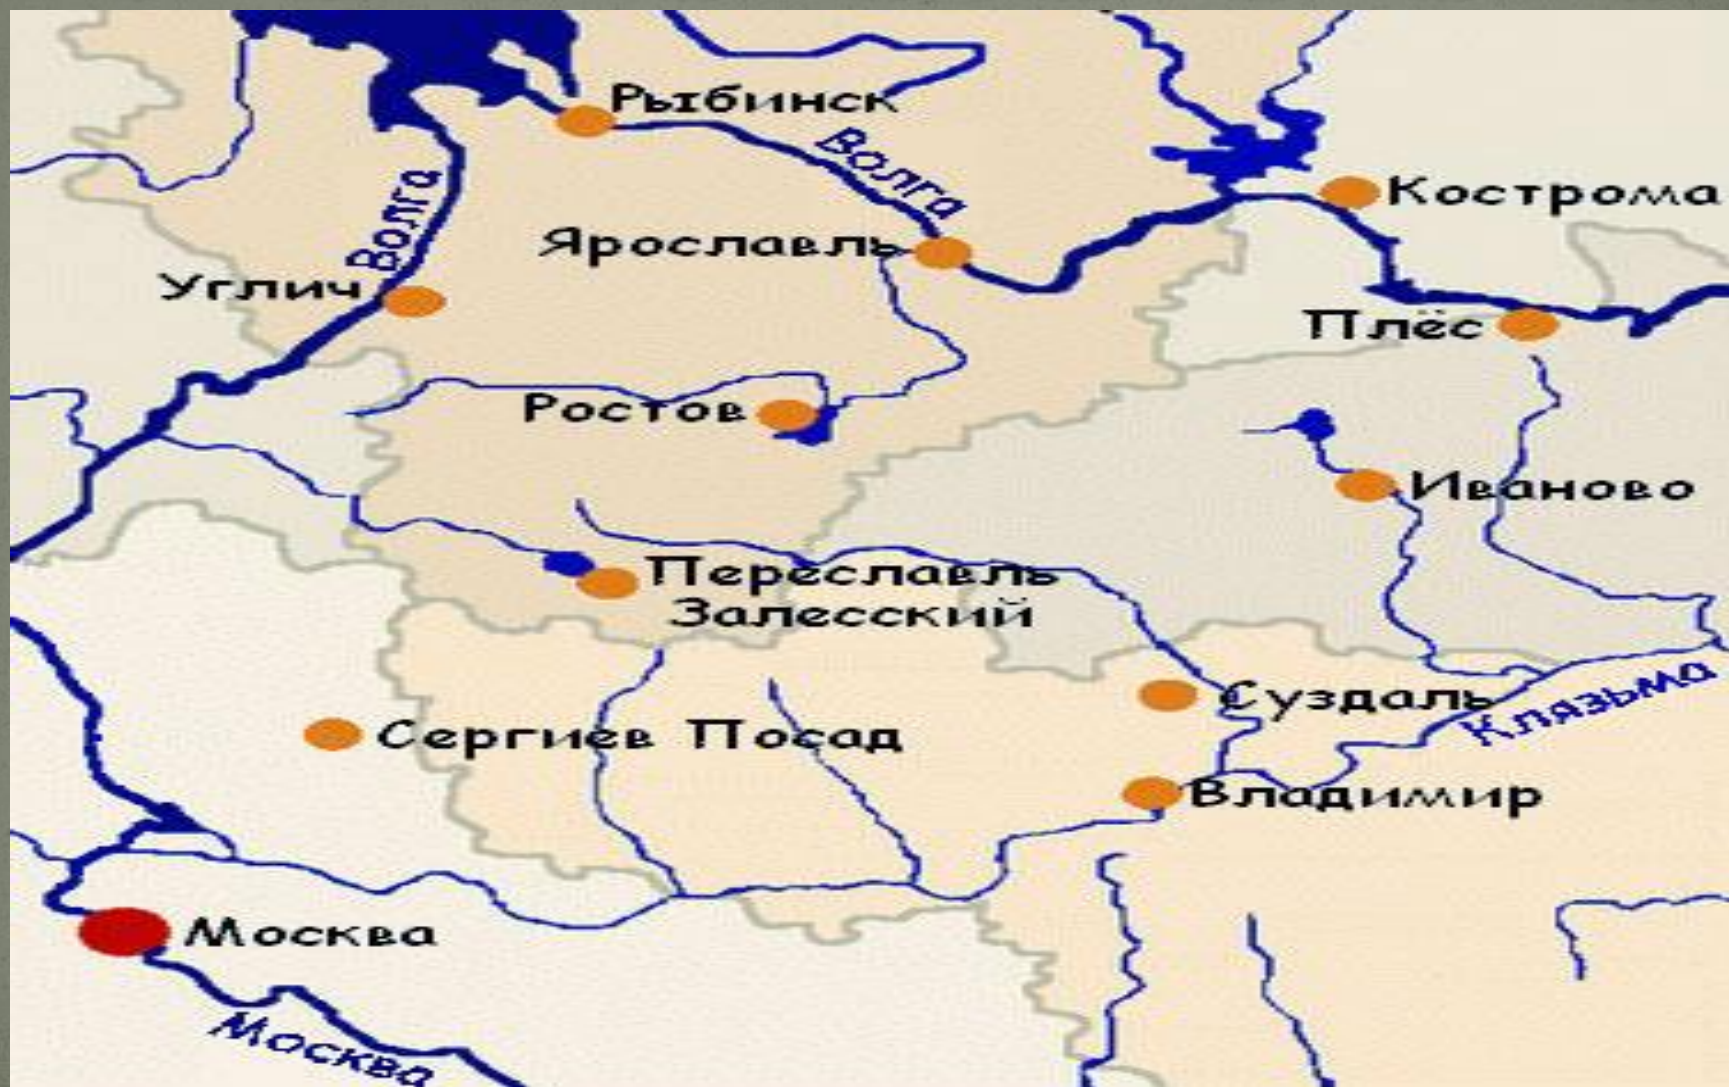 Рыбинск
Волга
Волга
Кострома
Ярославль
Углич
Плёс
Ростов
Иваново
Переславль
Залесский
Суздаль
Клязьма
Сергиев Посад
Владимир
Москва
Москва